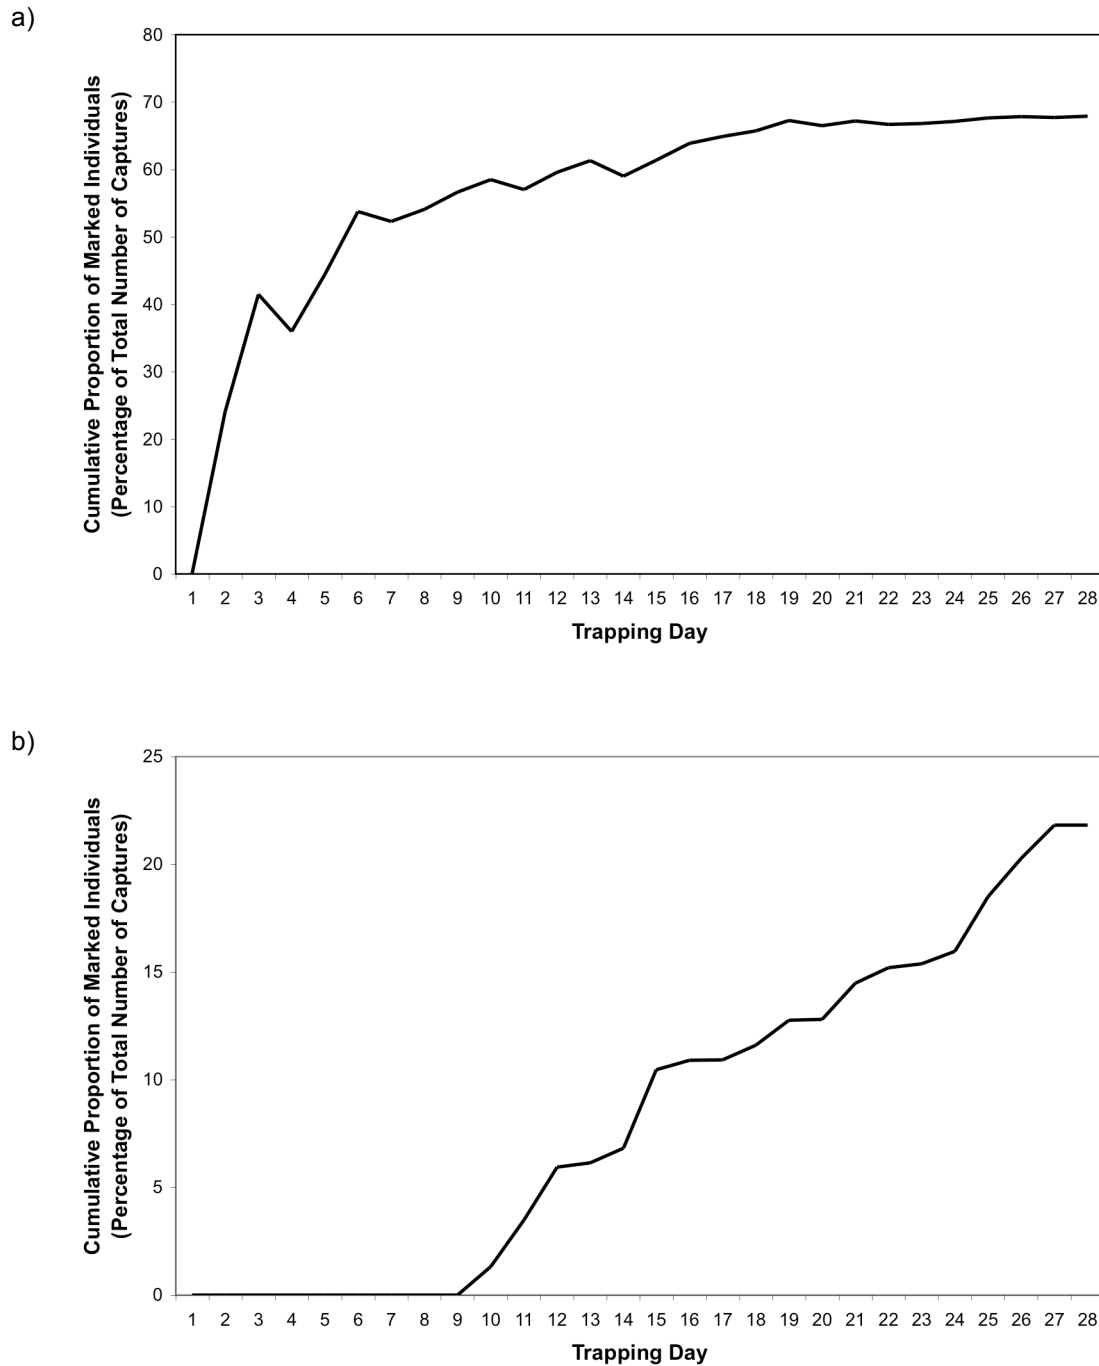 a)
Cumulative Proportion of Marked Individuals
(Percentage of Total Number of Captures)
80
70
60
50
40
30
20
10
0
1 2 3 4 5 6 7 8 9 10 11 12 13 14 15 16 17 18 19 20 21 22 23 24 25 26 27 28
Trapping Day
b)
Cumulative Proportion of Marked Individuals
(Percentage of Total Number of Captures)
25
20
15
10
5
0
1 2 3 4 5 6 7 8 9 10 11 12 13 14 15 16 17 18 19 20 21 22 23 24 25 26 27 28
Trapping Day